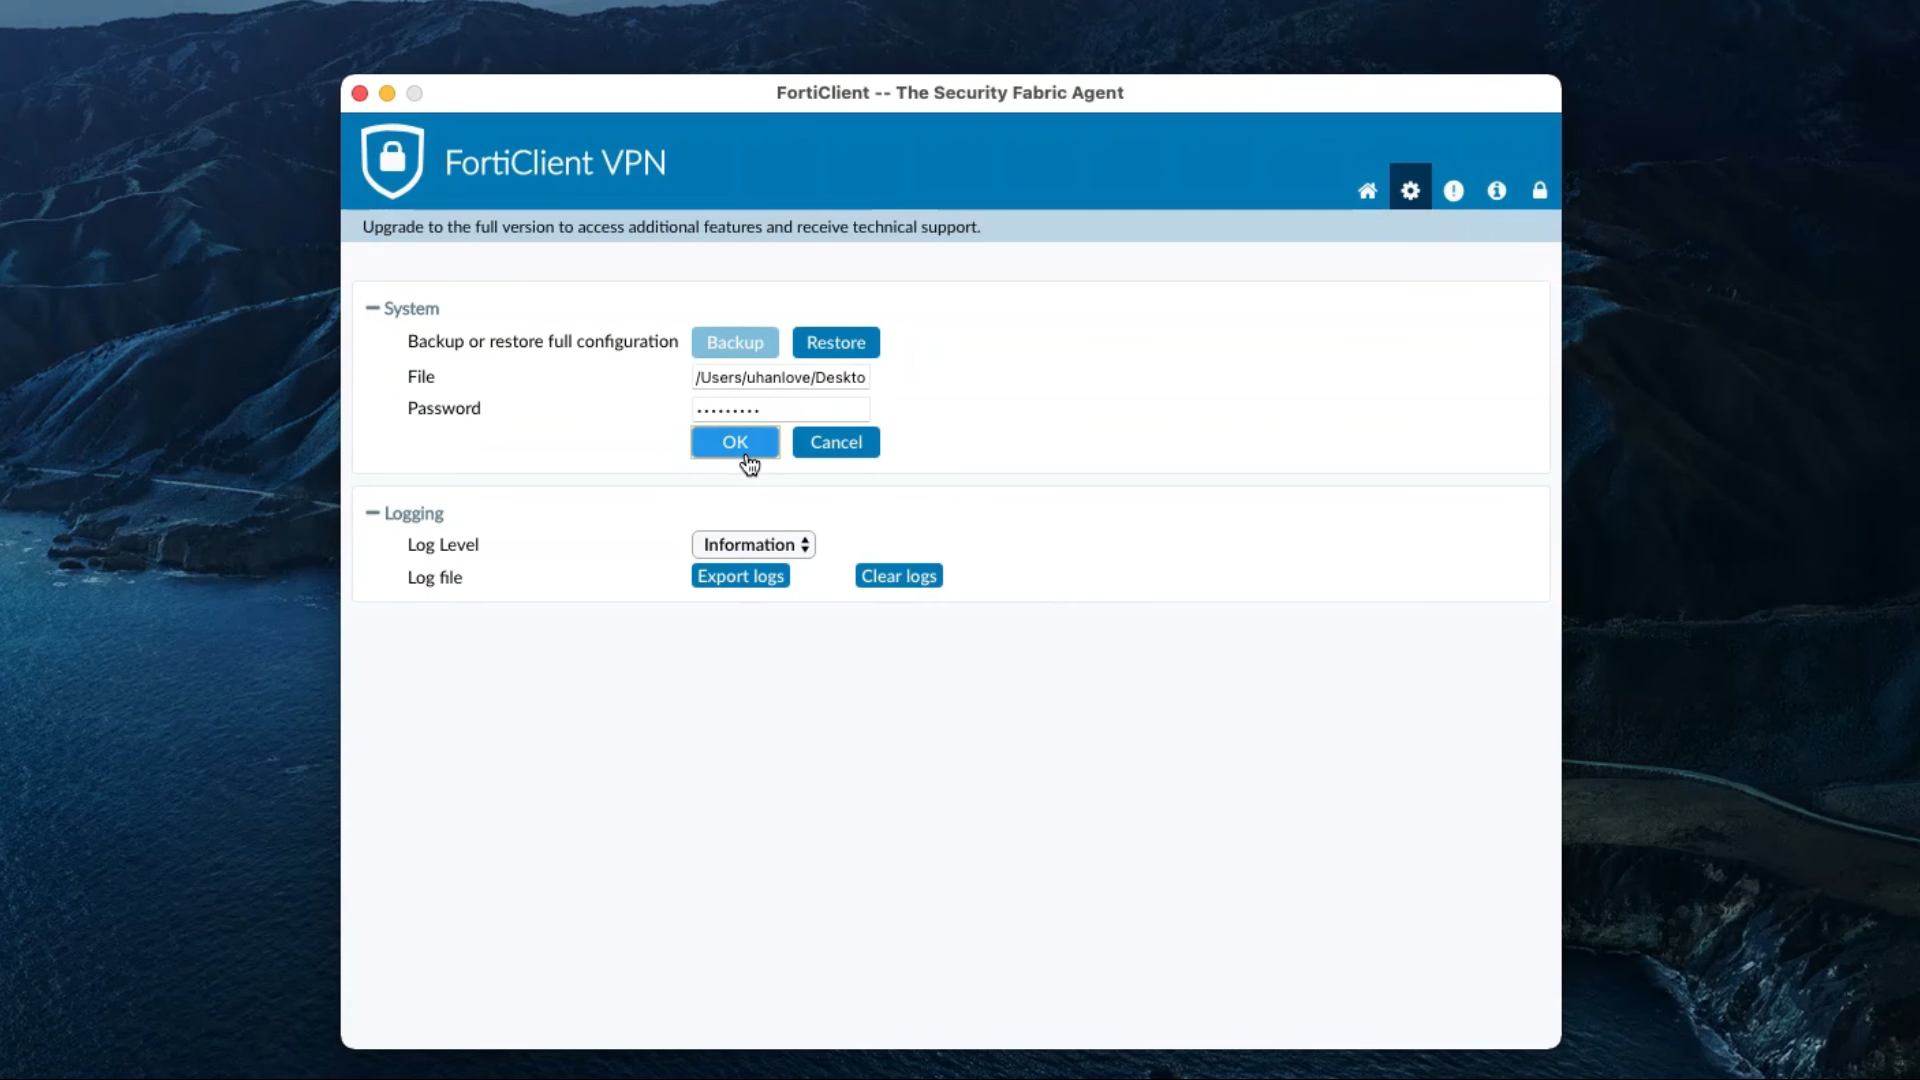 FortiClient -- The Security Fabric Agent
FortiClient VPN
Upgrade to the full version to access additional features and receive technical support.
System
Backup or restore full configuration Backup Restore
File /Users/uhanlove/Deskto
Password •••••••••
OK Cancel
Logging
Log Level Information
Log file Export logs Clear logs